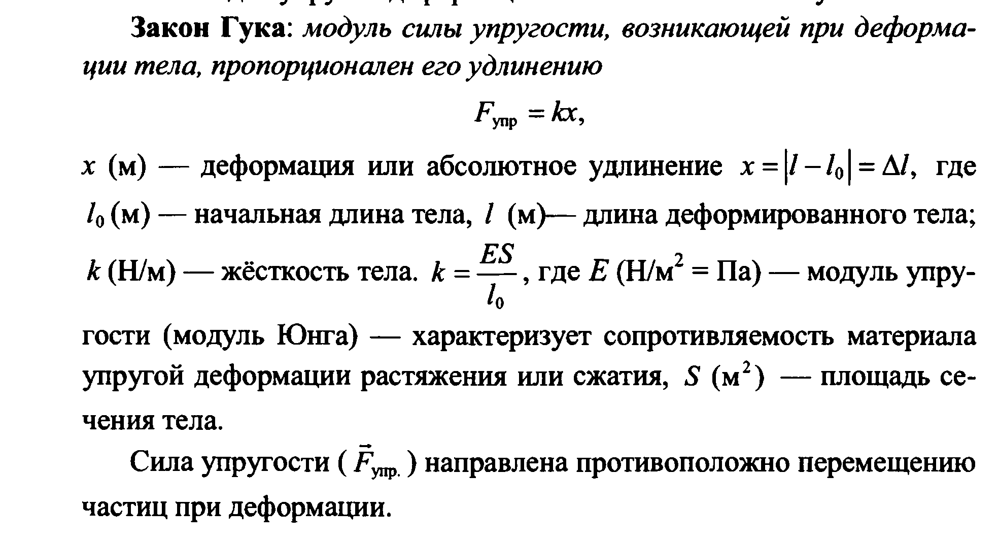 Закон Гука: модуль силы упругости, возникающей при деформа-
ции тела, пропорционален его удлинению
Fупр = kx,
x (м) — деформация или абсолютное удлинение x = |l − l₀| = Δl, где
l₀ (м) — начальная длина тела, l (м)— длина деформированного тела;
k (Н/м) — жёсткость тела. k = ES/l₀, где E (Н/м² = Па) — модуль упру-
гости (модуль Юнга) — характеризует сопротивляемость материала
упругой деформации растяжения или сжатия, S (м²) — площадь се-
чения тела.
Сила упругости ( F⃗упр. ) направлена противоположно перемещению
частиц при деформации.